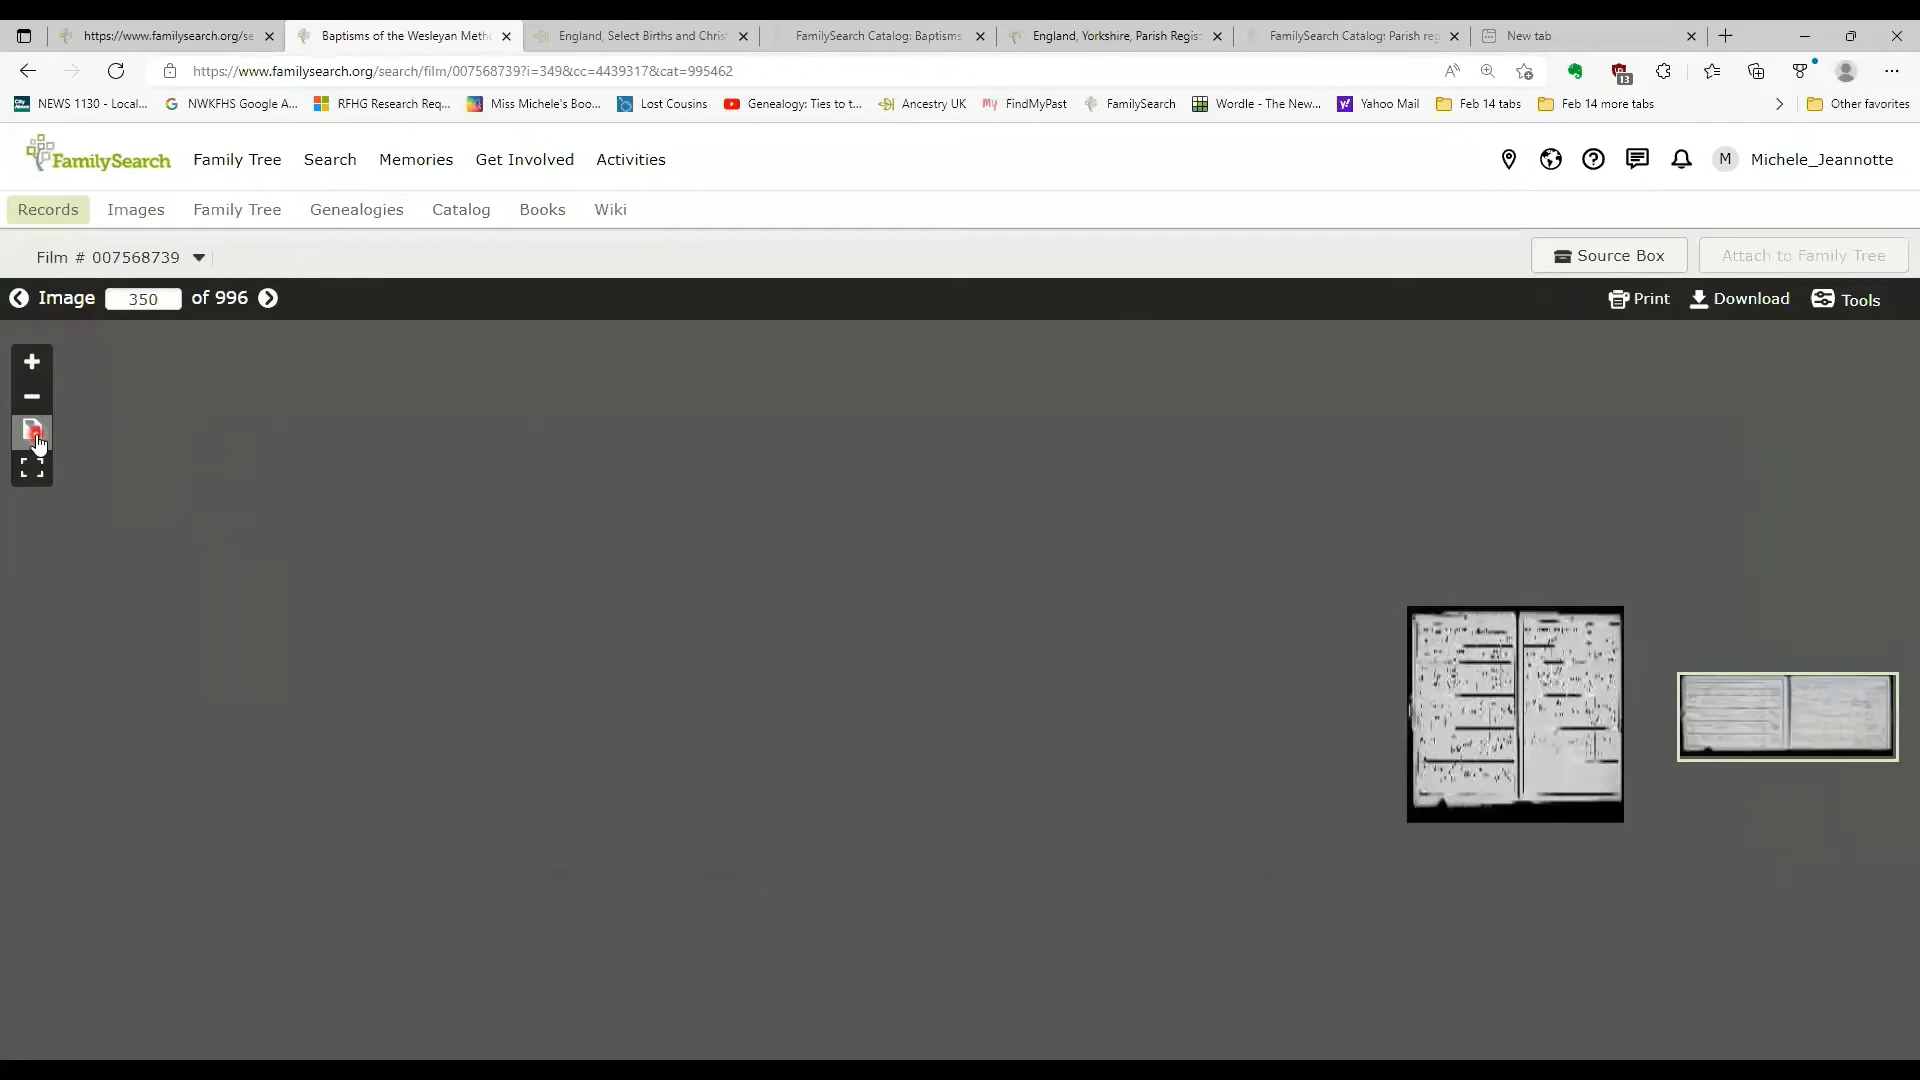 https://www.familysearch.org/se
Baptisms of the Wesleyan Meth
England, Select Births and Chris
FamilySearch Catalog: Baptisms
England, Yorkshire, Parish Regist
FamilySearch Catalog: Parish reg
New tab
https://www.familysearch.org/search/film/007568739?i=349&cc=4439317&cat=995462
13
NEWS 1130 - Local...
NWKFHS Google A...
RFHG Research Req...
Miss Michele's Boo...
Lost Cousins
Genealogy: Ties to t...
Ancestry UK
FindMyPast
FamilySearch
Wordle - The New...
Yahoo Mail
Feb 14 tabs
Feb 14 more tabs
Other favorites
FamilySearch
Family Tree
Search
Memories
Get Involved
Activities
M
Michele_Jeannotte
Records
Images
Family Tree
Genealogies
Catalog
Books
Wiki
Film # 007568739
Source Box
Attach to Family Tree
Image 350 of 996
Print
Download
Tools